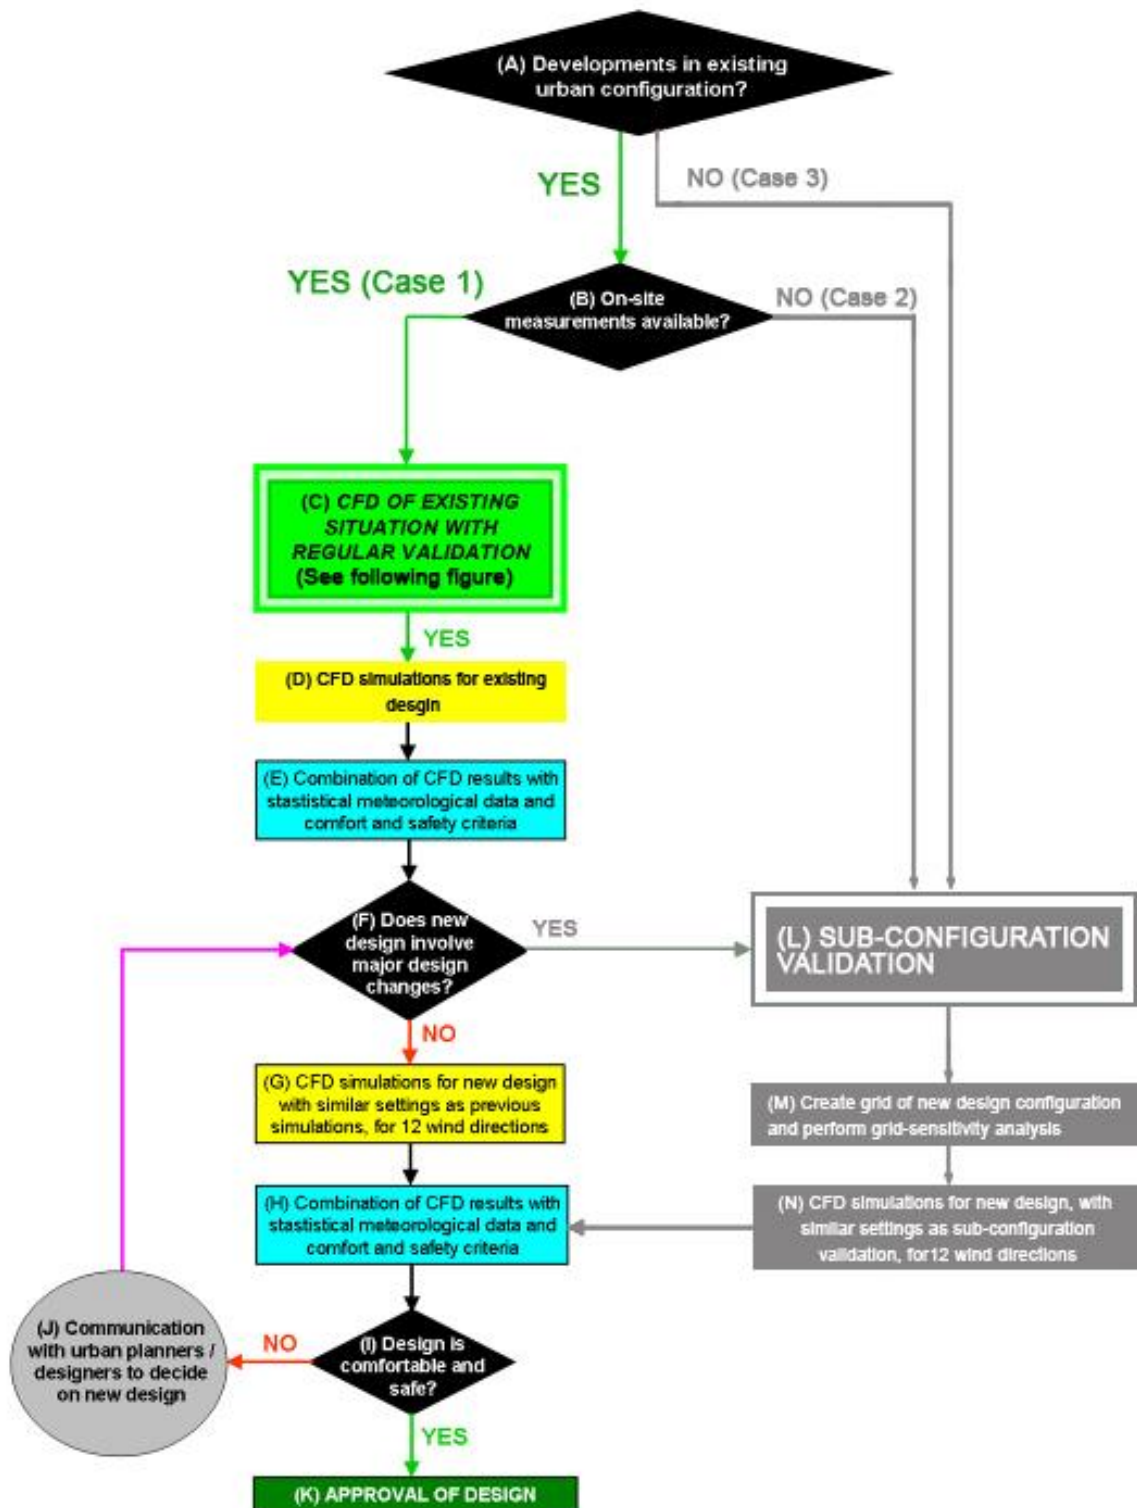 (A) Developments in existing
urban configuration?
YES
NO (Case 3)
YES (Case 1)
(B) On-site
measurements available?
NO (Case 2)
(C) CFD OF EXISTING
SITUATION WITH
REGULAR VALIDATION
(See following figure)
YES
(D) CFD simulations for existing
desgin
(E) Combination of CFD results with
stastistical meteorological data and
comfort and safety criteria
(F) Does new
design involve
major design
changes?
YES
(L) SUB-CONFIGURATION
VALIDATION
NO
(G) CFD simulations for new design
with similar settings as previous
simulations, for 12 wind directions
(M) Create grid of new design configuration
and perform grid-sensitivity analysis
(H) Combination of CFD results with
stastistical meteorological data and
comfort and safety criteria
(N) CFD simulations for new design, with
similar settings as sub-configuration
validation, for12 wind directions
(J) Communication
with urban planners /
designers to decide
on new design
NO
(I) Design is
comfortable and
safe?
YES
(K) APPROVAL OF DESIGN